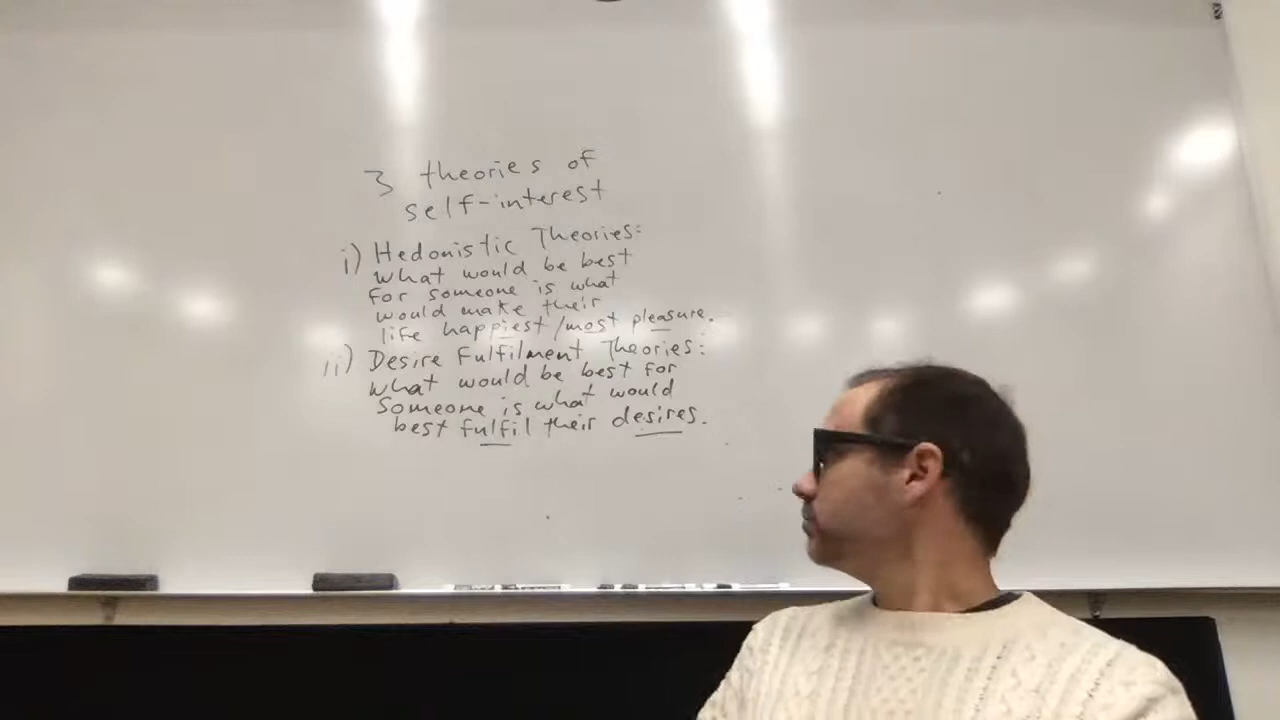 3 theories of
self-interest
i) Hedonistic Theories:
what would be best
for someone is what
would make their
life happiest/most pleasure.
ii) Desire Fulfilment Theories:
what would be best for
someone is what would
best fulfil their desires.